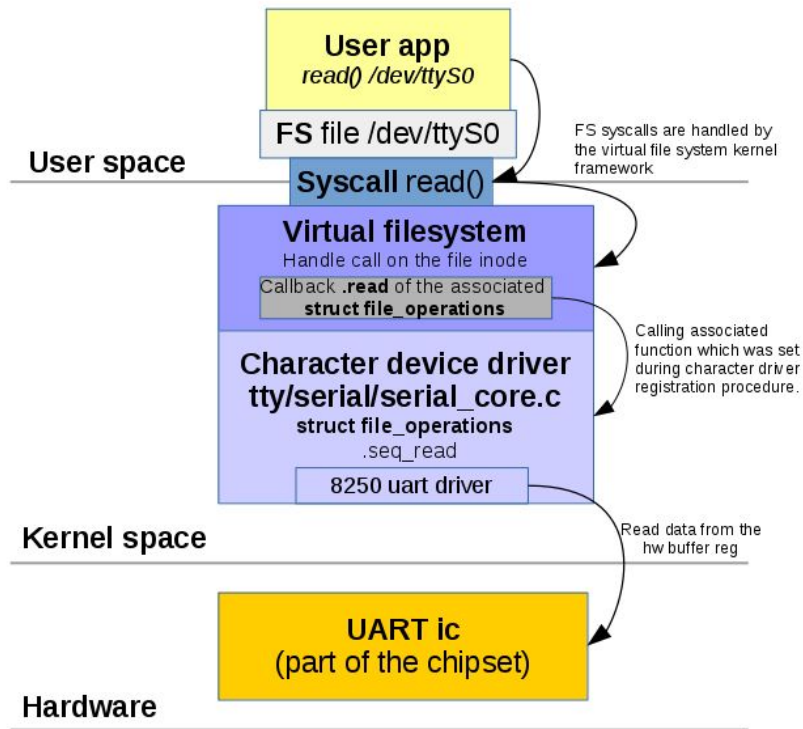 User app
read() /dev/ttyS0
FS file /dev/ttyS0
FS syscalls are handled by
the virtual file system kernel
framework
User space
Syscall read()
Virtual filesystem
Handle call on the file inode
Callback .read of the associated
struct file_operations
Calling associated
function which was set
during character driver
registration procedure.
Character device driver
tty/serial/serial_core.c
struct file_operations
.seq_read
8250 uart driver
Kernel space
Read data from the
hw buffer reg
UART ic
(part of the chipset)
Hardware